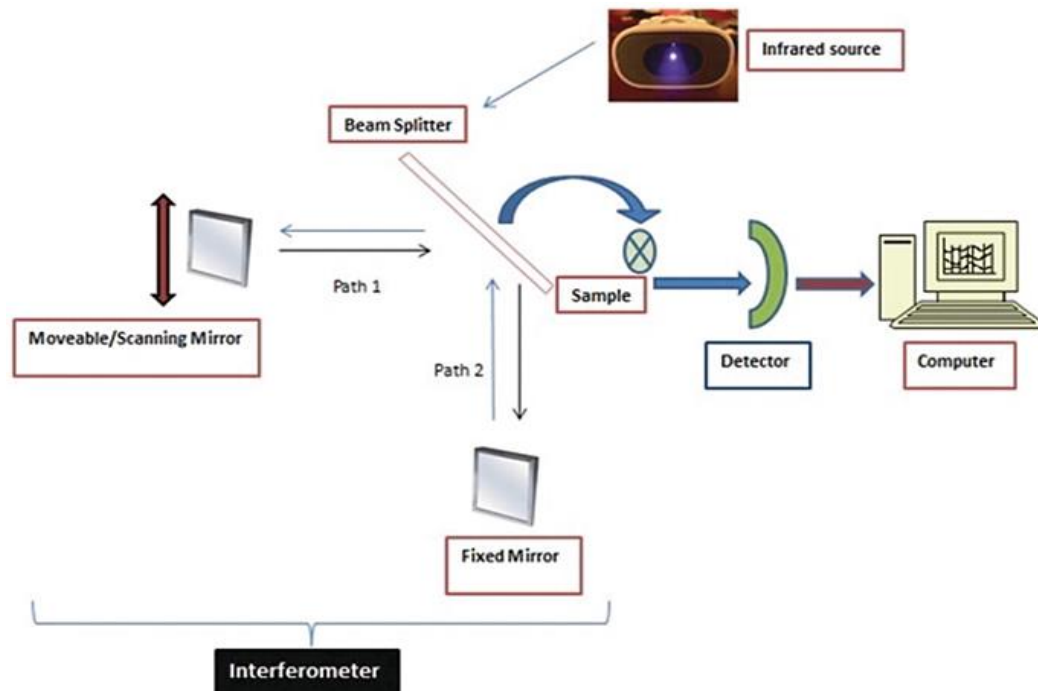 Infrared source
Beam Splitter
Path 1
Sample
Moveable/Scanning Mirror
Path 2
Detector
Computer
Fixed Mirror
Interferometer